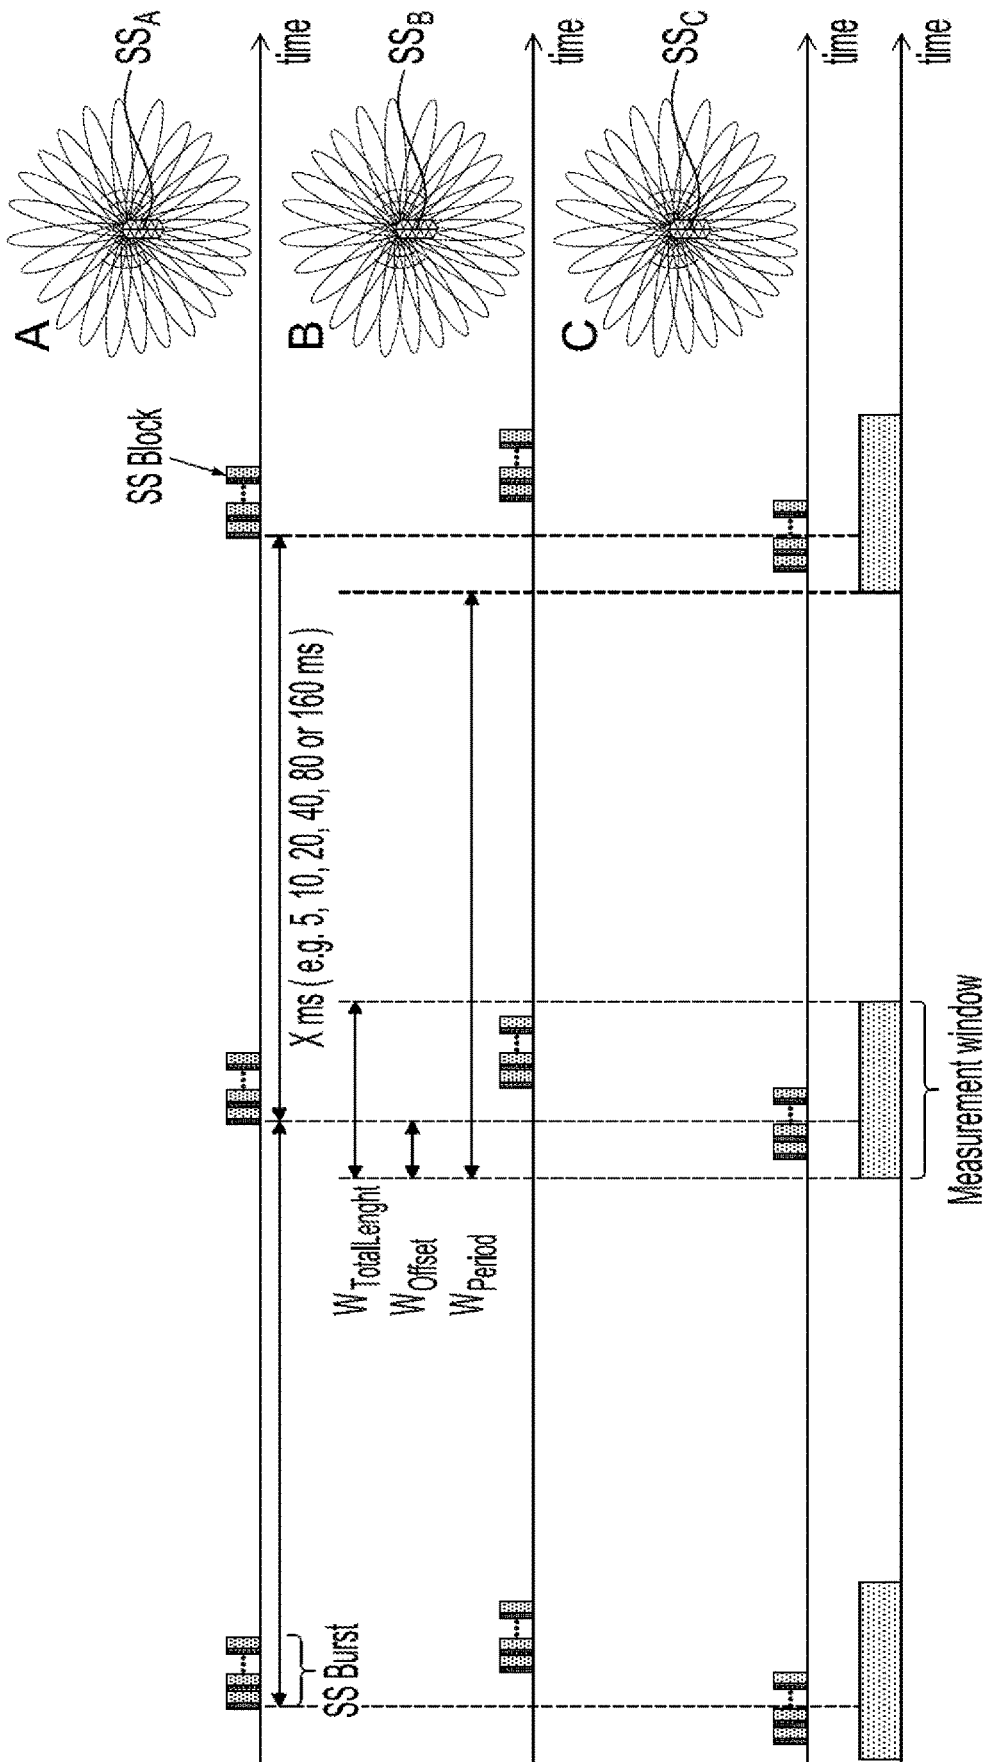 A
SS_A
time
SS Block
X ms ( e.g. 5, 10, 20, 40, 80 or 160 ms )
SS Burst
B
SS_B
time
W_TotalLenght
W_Offset
W_Period
C
SS_C
time
time
Measurement window